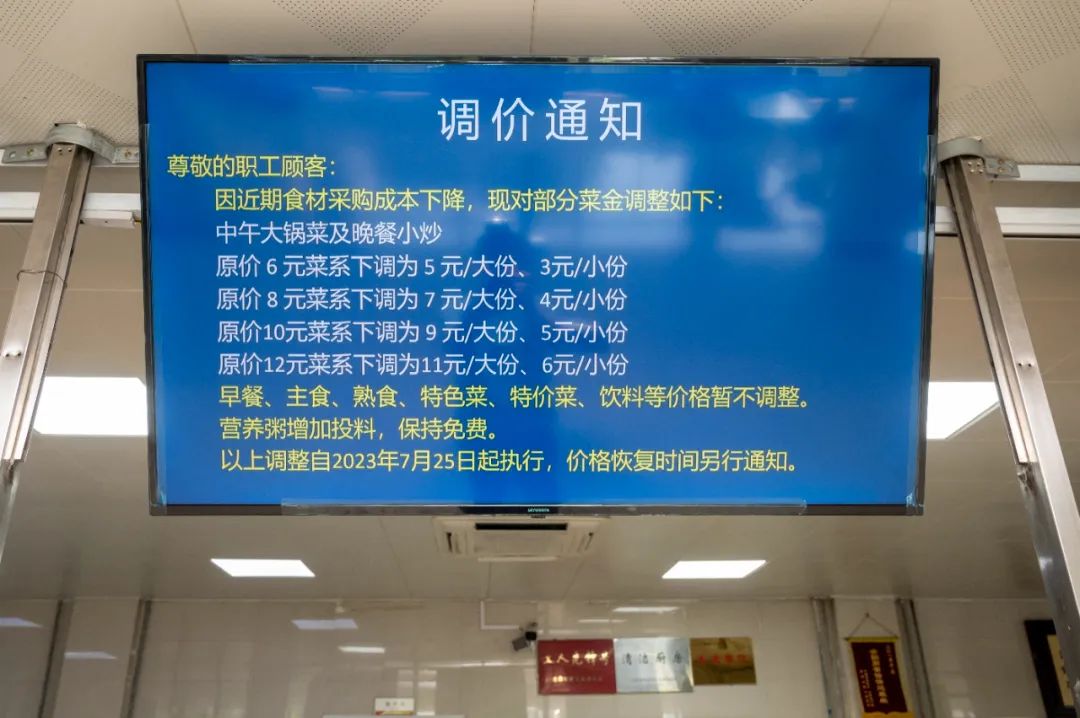 调价通知
尊敬的职工顾客：
因近期食材采购成本下降，现对部分菜金调整如下：
中午大锅菜及晚餐小炒
原价 6 元菜系下调为 5 元/大份、3元/小份
原价 8 元菜系下调为 7 元/大份、4元/小份
原价10元菜系下调为 9 元/大份、5元/小份
原价12元菜系下调为11元/大份、6元/小份
早餐、主食、熟食、特色菜、特价菜、饮料等价格暂不调整。
营养粥增加投料，保持免费。
以上调整自2023年7月25日起执行，价格恢复时间另行通知。
SKYWORTH
工人先锋号
清洁厨房